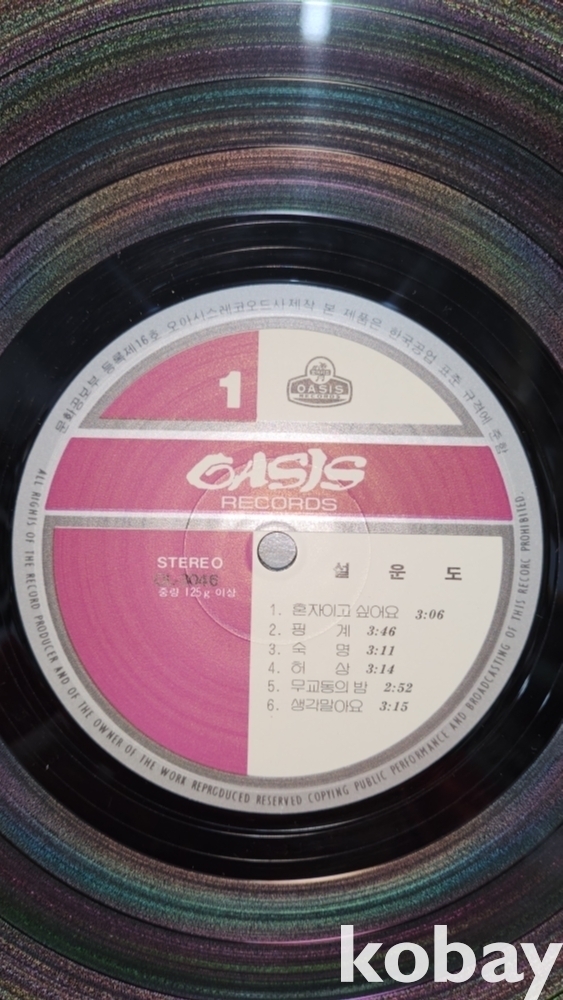 문화공보부 등록제16호 오아시스레코오드사제작 본 제품은 한국공업 표준 규격에 준함
1
OASIS
RECORDS
OASIS
RECORDS
STEREO
3046
중량 125g 이상
설 운 도
1. 혼자이고 싶어요 3:06
2. 핑 계 3:46
3. 숙 명 3:11
4. 허 상 3:14
5. 무교동의 밤 2:52
6. 생각말아요 3:15
ALL RIGHTS OF THE RECORD PRODUCER AND OF THE OWNER OF THE WORK REPRODUCED RESERVED COPYING PUBLIC PERFORMANCE AND BROADCASTING OF THIS RECORC PROHIBITED.
kobay